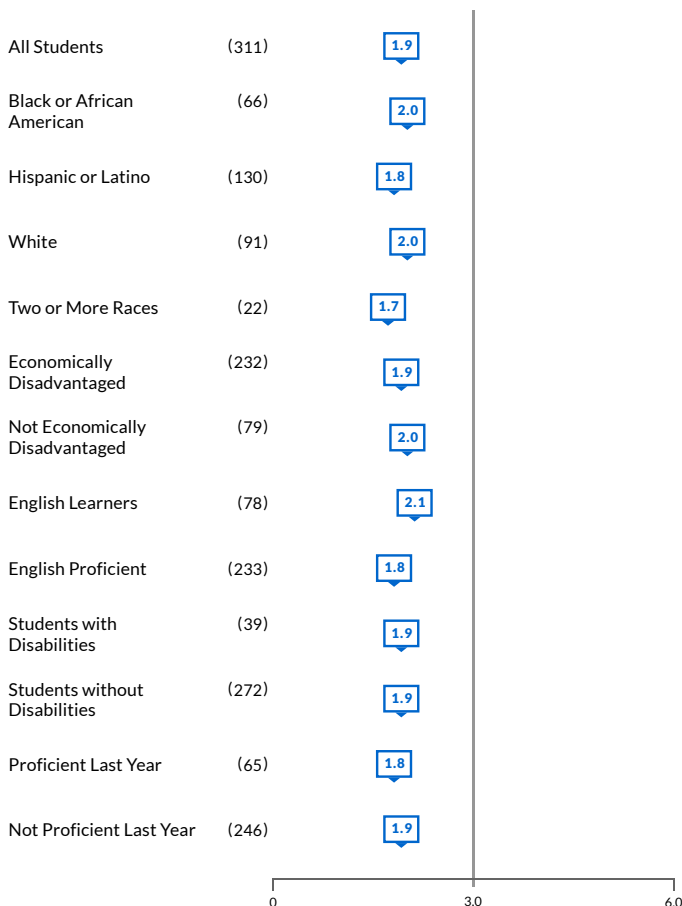 All Students (311) 1.9
Black or African (66) 2.0
American
Hispanic or Latino (130) 1.8
White (91) 2.0
Two or More Races (22) 1.7
Economically (232) 1.9
Disadvantaged
Not Economically (79) 2.0
Disadvantaged
English Learners (78) 2.1
English Proficient (233) 1.8
Students with (39) 1.9
Disabilities
Students without (272) 1.9
Disabilities
Proficient Last Year (65) 1.8
Not Proficient Last Year (246) 1.9
0 3.0 6.0